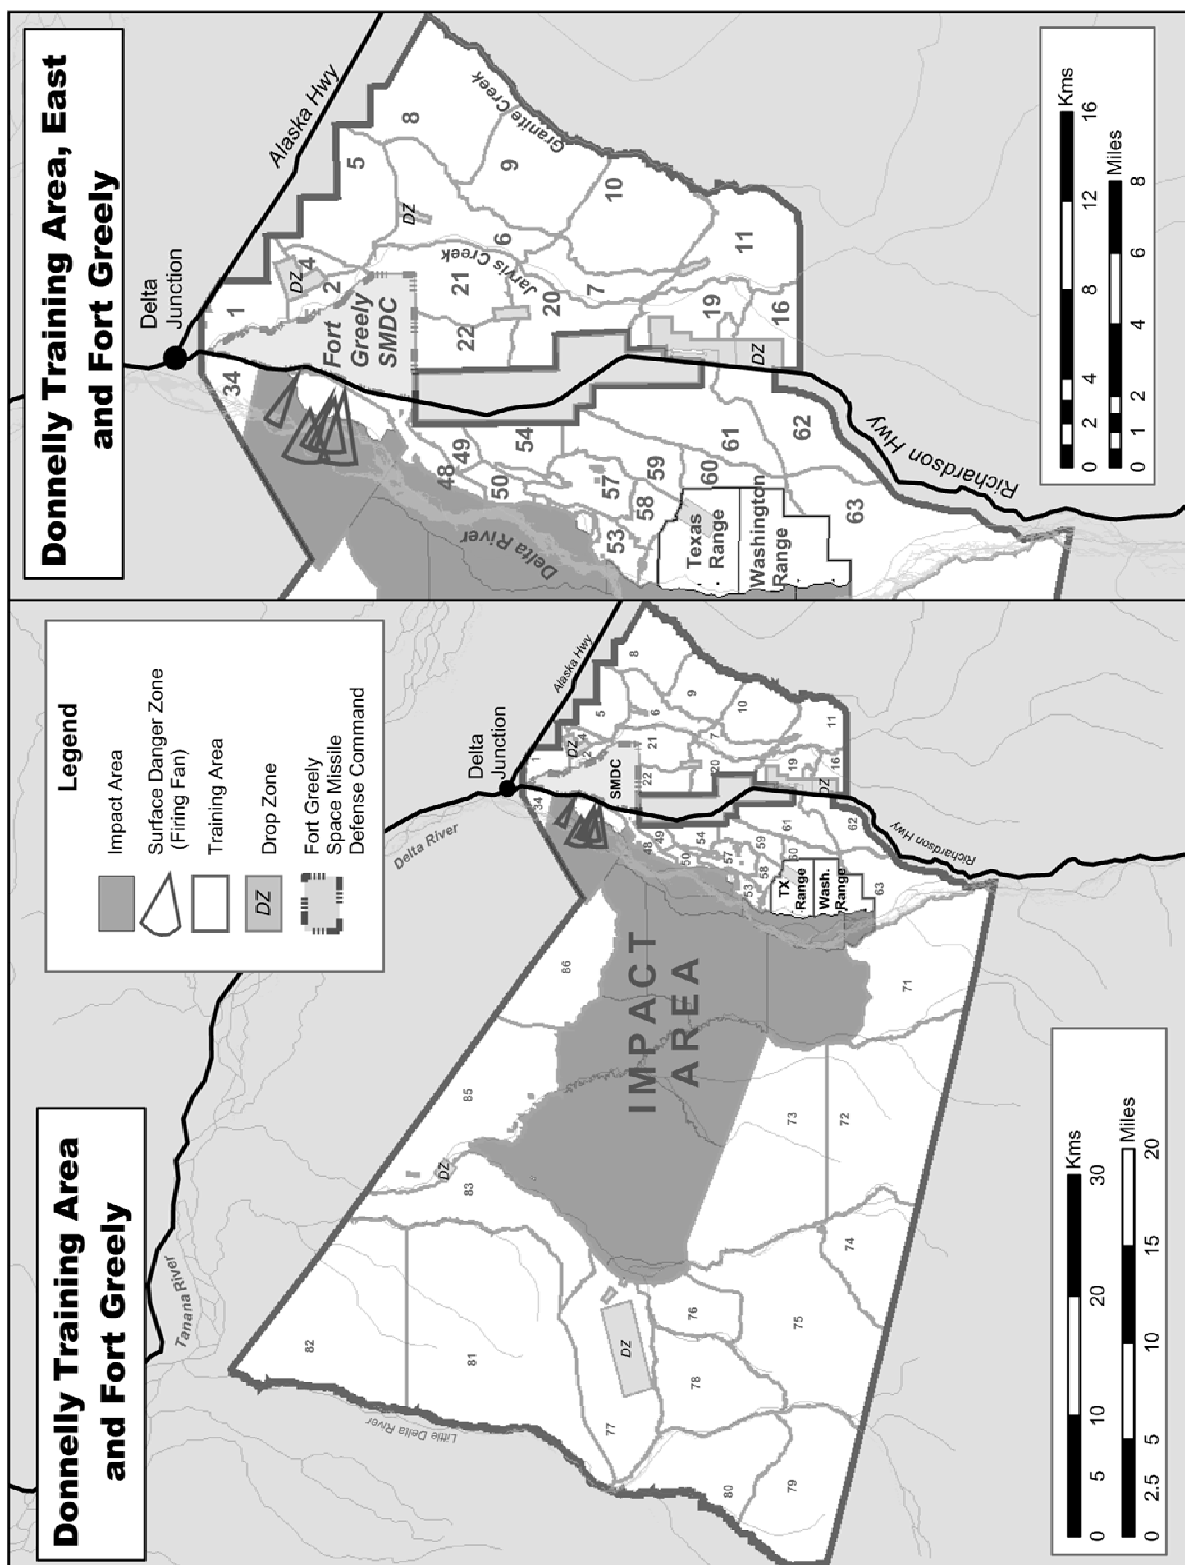 Donnelly Training Area
and Fort Greely
Tanana River
Little Delta River
Delta River
Delta
Junction
Alaska Hwy
Richardson Hwy
IMPACT
AREA
SMDC
TX
Range
Wash.
Range
DZ
DZ
DZ
DZ
82
81
83
85
86
77
78
76
80
79
75
74
73
72
71
34
1
2
4
5
8
6
9
21
22
10
7
20
19
11
16
48
49
50
54
57
59
53
58
60
61
62
63
0
5
10
20
30
Kms
0
2.5
5
10
15
20
Miles
Legend
Impact Area
Surface Danger Zone
(Firing Fan)
Training Area
DZ
Drop Zone
Fort Greely
Space Missile
Defense Command
Donnelly Training Area, East
and Fort Greely
Delta
Junction
Alaska Hwy
Granite Creek
Jarvis Creek
Delta River
Richardson Hwy
Fort
Greely
SMDC
Texas
Range
Washington
Range
DZ
DZ
DZ
34
1
2
4
5
8
6
9
21
22
10
7
20
19
11
16
48
49
50
54
57
59
53
58
60
61
62
63
0
2
4
8
12
16
Kms
0
1
2
4
6
8
Miles